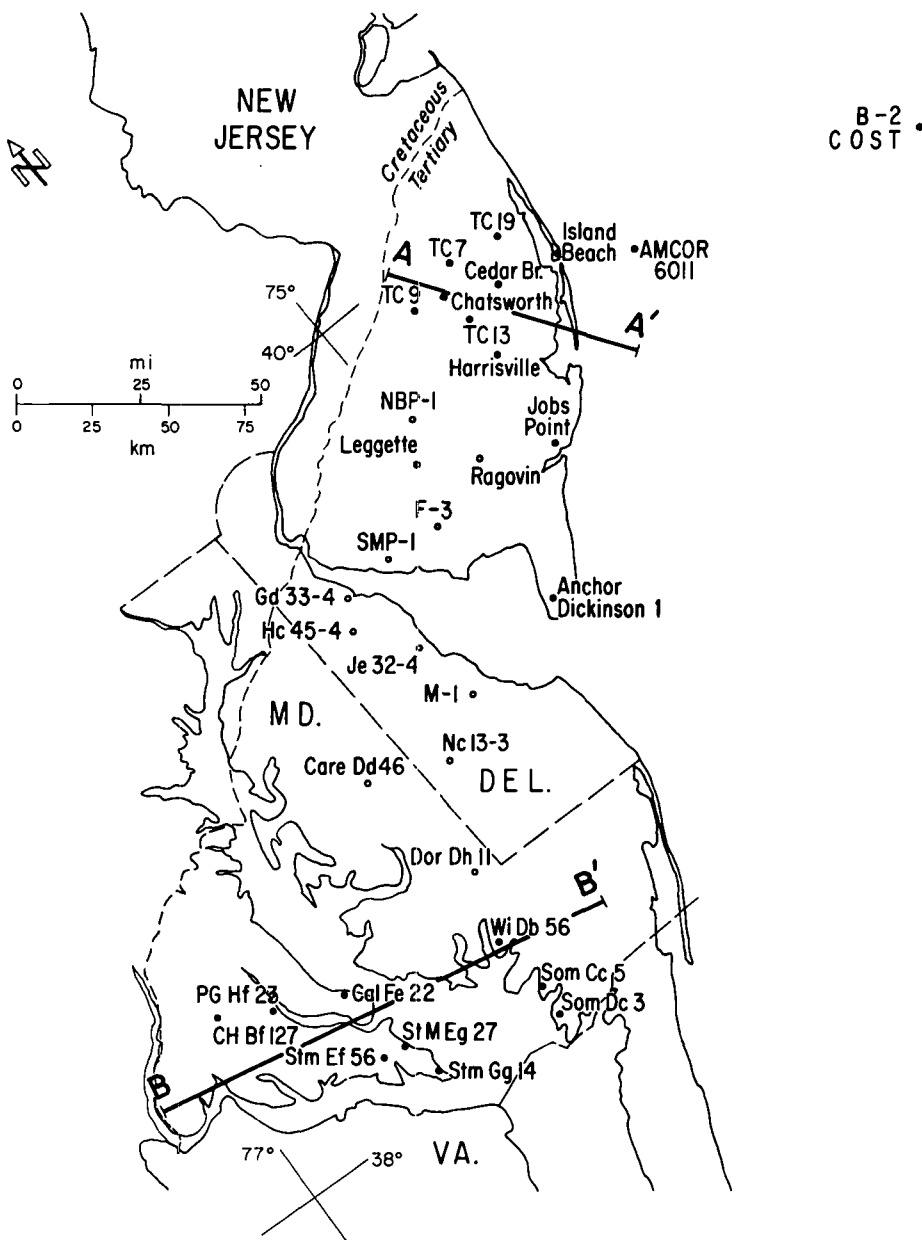 NEW
JERSEY
B-2
COST
N
Cretaceous
Tertiary
TC 19
Island
Beach
AMCOR
6011
TC 7
A
Cedar Br.
75°
TC 9
Chatsworth
A'
40°
TC 13
mi
0 25 50
Harrisville
0 25 50 75
km
NBP-1
Jobs
Point
Leggette
Ragovin
F-3
SMP-1
Anchor
Dickinson 1
Gd 33-4
Hc 45-4
Je 32-4
M-1
MD.
Nc 13-3
Care Dd46
DEL.
Dor Dh 11
B'
Wi Db 56
Som Cc 5
PG Hf 23
Cal Fe 22
Som Dc 3
CH Bf 127
St M Eg 27
Stm Ef 56
Stm Gg 14
B
77°
38°
VA.